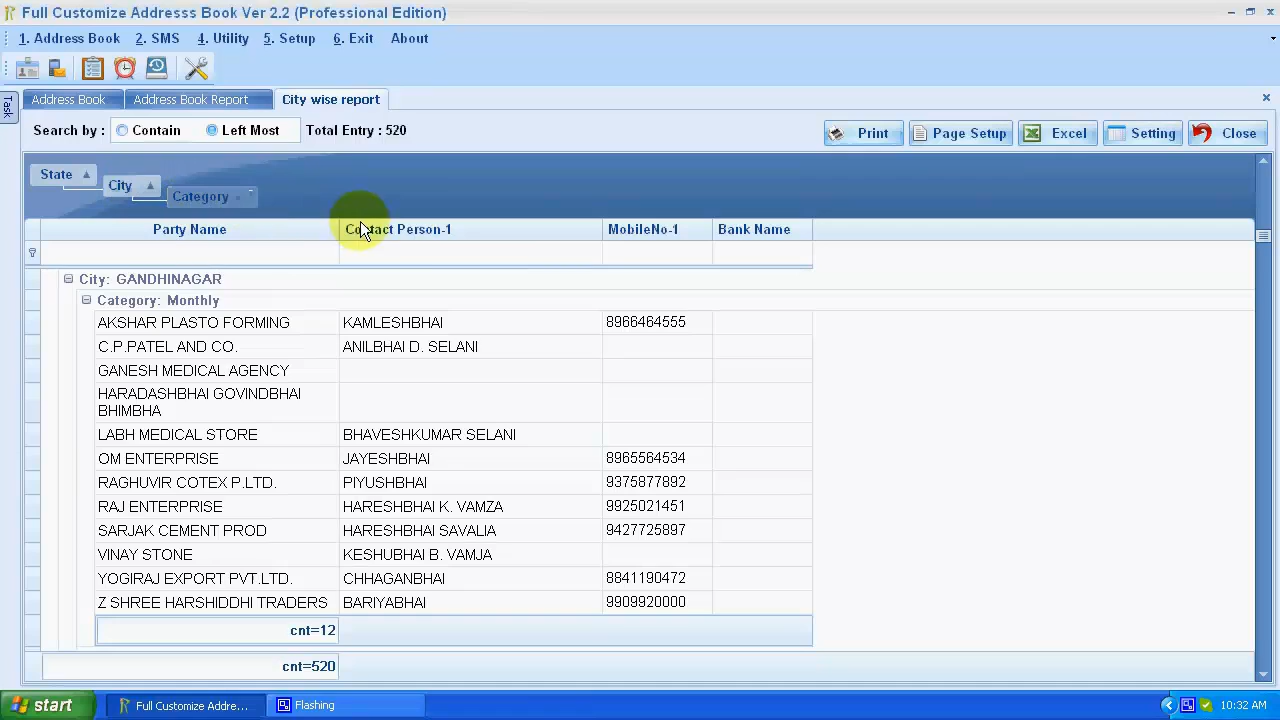 Full Customize Addresss Book Ver 2.2 (Professional Edition)
1. Address Book 2. SMS 4. Utility 5. Setup 6. Exit About
Task
Address Book Address Book Report City wise report
Search by : Contain Left Most Total Entry : 520 Print Page Setup Excel Setting Close
State
City
Category
Party Name Contact Person-1 MobileNo-1 Bank Name
City: GANDHINAGAR
Category: Monthly
AKSHAR PLASTO FORMING KAMLESHBHAI 8966464555
C.P.PATEL AND CO. ANILBHAI D. SELANI
GANESH MEDICAL AGENCY
HARADASHBHAI GOVINDBHAI
BHIMBHA
LABH MEDICAL STORE BHAVESHKUMAR SELANI
OM ENTERPRISE JAYESHBHAI 8965564534
RAGHUVIR COTEX P.LTD. PIYUSHBHAI 9375877892
RAJ ENTERPRISE HARESHBHAI K. VAMZA 9925021451
SARJAK CEMENT PROD HARESHBHAI SAVALIA 9427725897
VINAY STONE KESHUBHAI B. VAMJA
YOGIRAJ EXPORT PVT.LTD. CHHAGANBHAI 8841190472
Z SHREE HARSHIDDHI TRADERS BARIYABHAI 9909920000
cnt=12
cnt=520
start Full Customize Addre... Flashing 10:32 AM